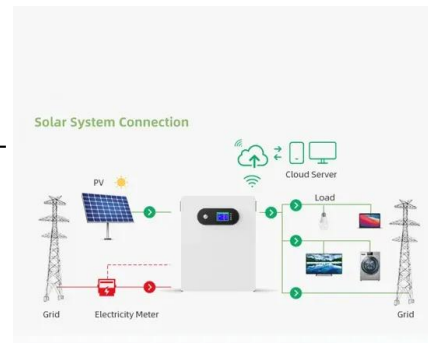 Solar System Connection
Cloud Server
PV
Load
Grid
Electricity Meter
Grid